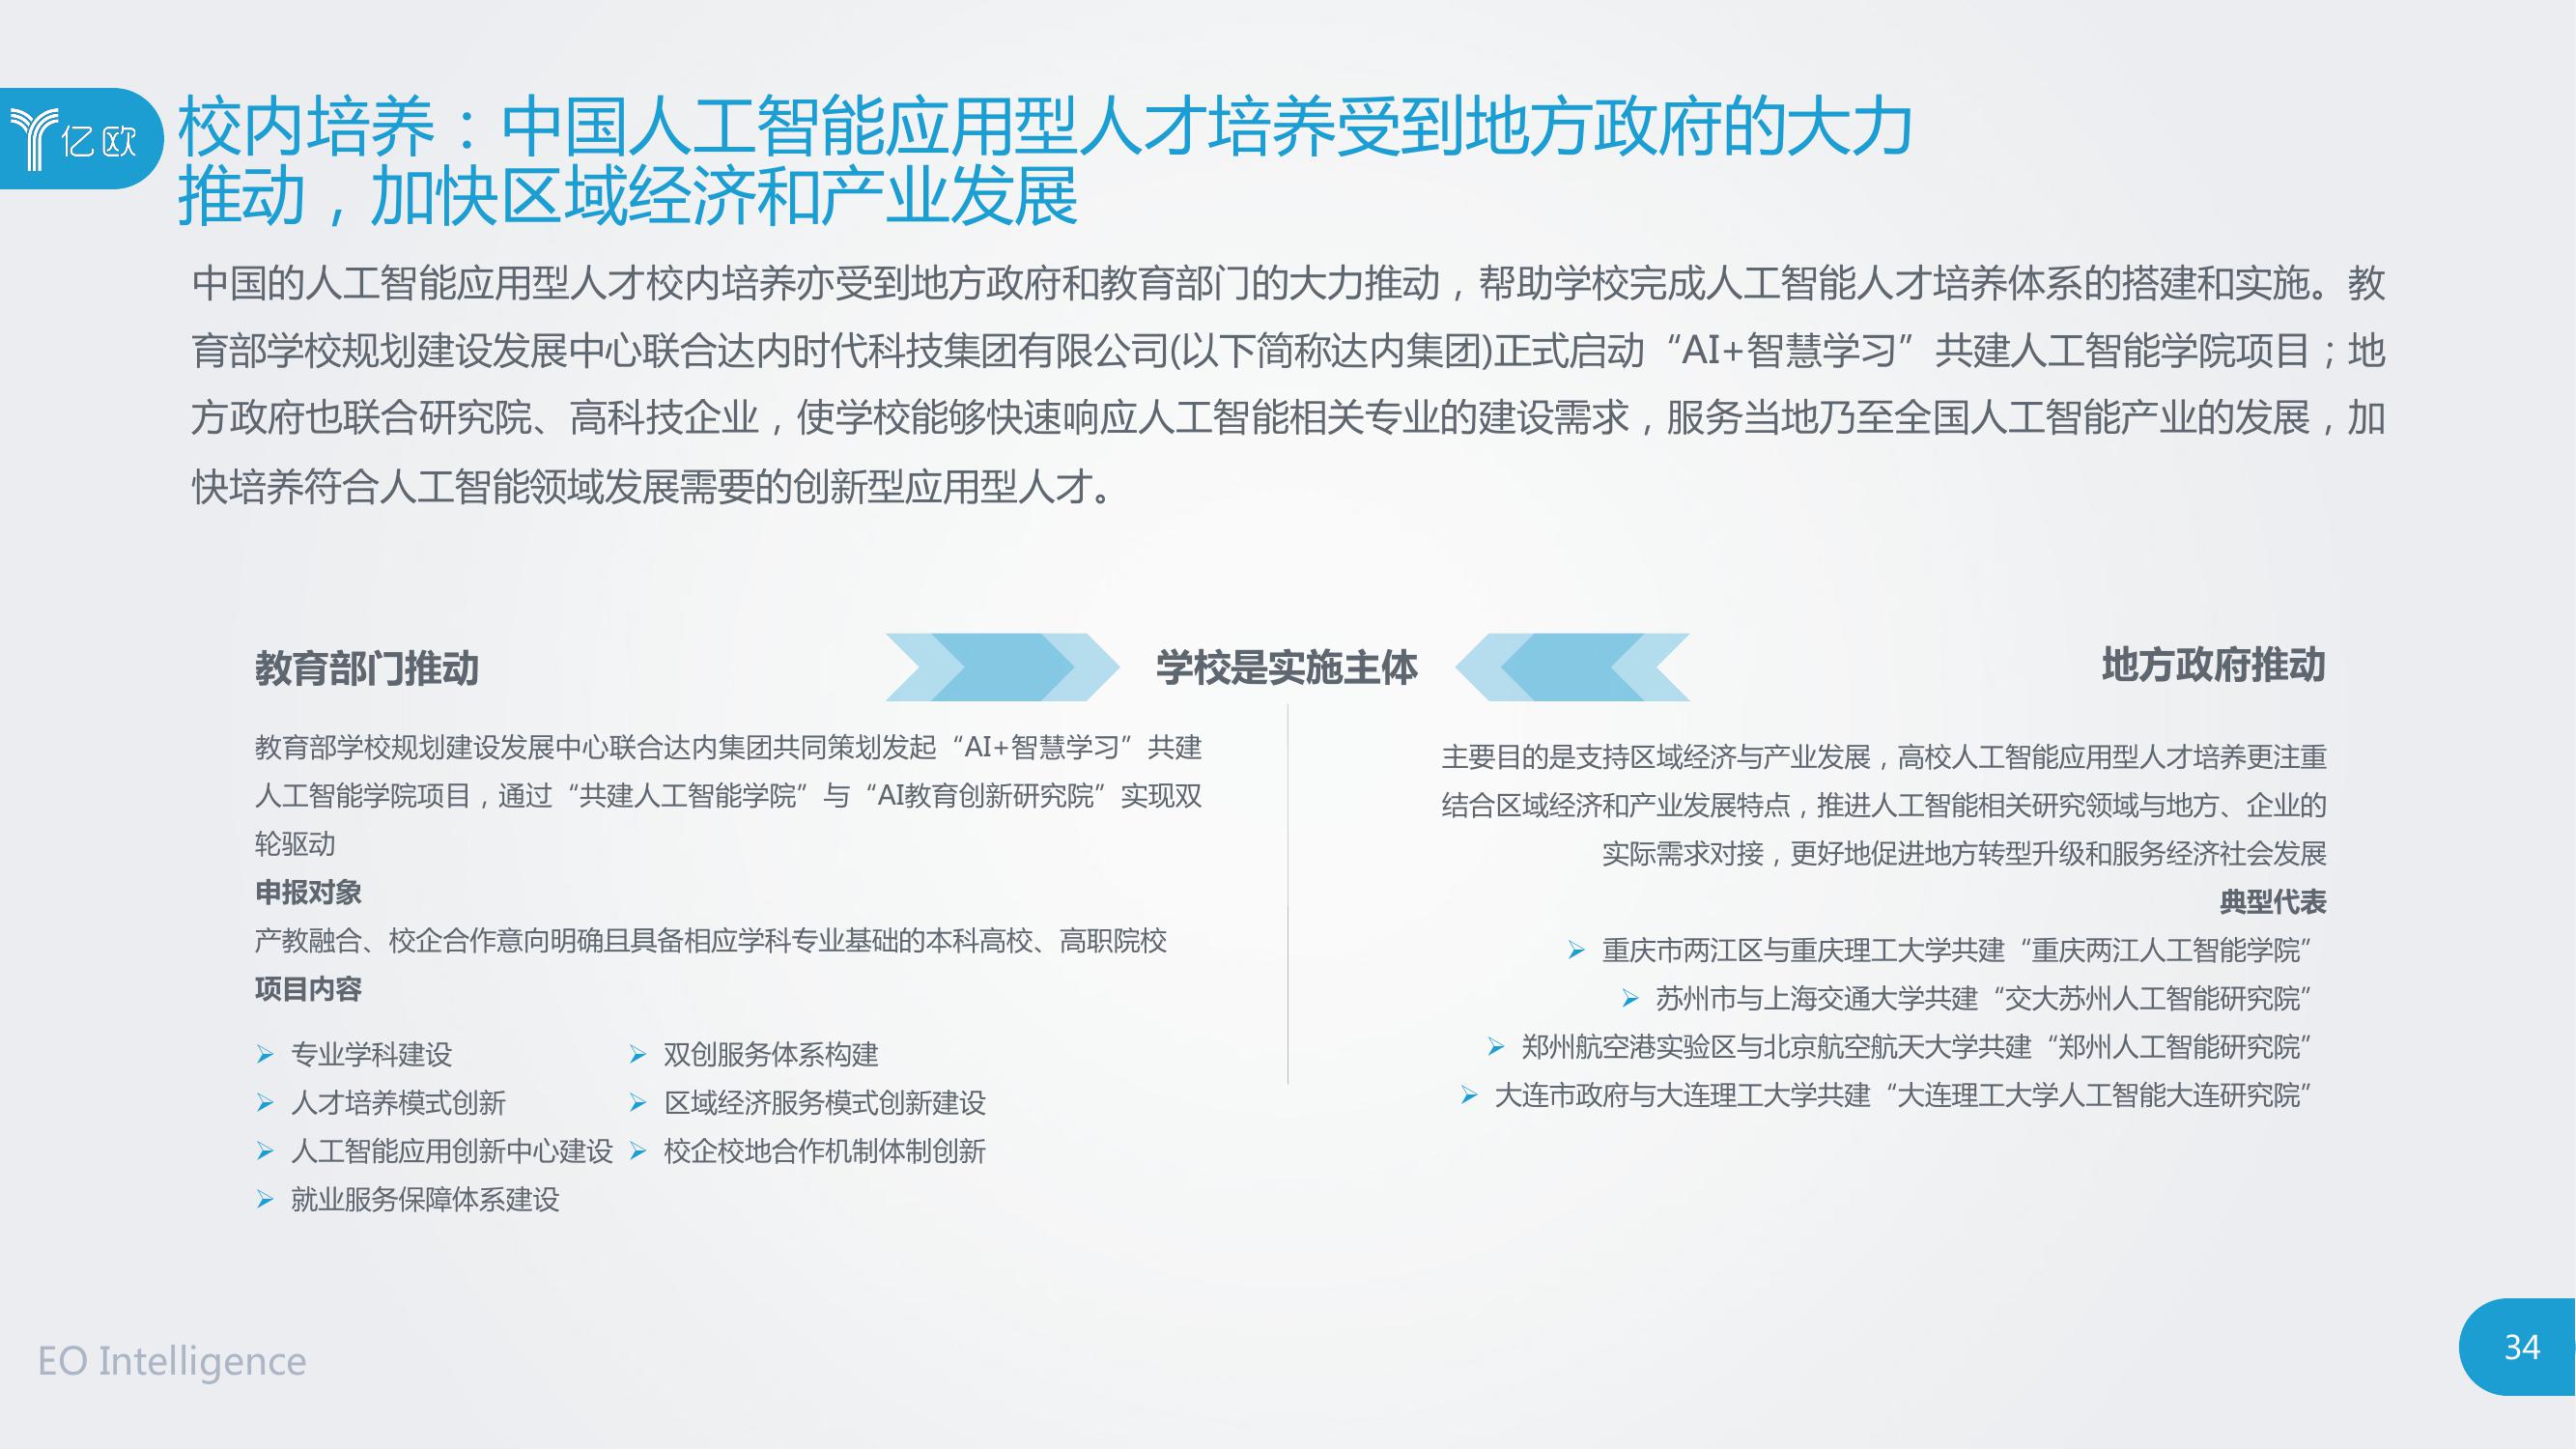 亿欧
校内培养：中国人工智能应用型人才培养受到地方政府的大力
推动，加快区域经济和产业发展
中国的人工智能应用型人才校内培养亦受到地方政府和教育部门的大力推动，帮助学校完成人工智能人才培养体系的搭建和实施。教
育部学校规划建设发展中心联合达内时代科技集团有限公司(以下简称达内集团)正式启动“AI+智慧学习”共建人工智能学院项目；地
方政府也联合研究院、高科技企业，使学校能够快速响应人工智能相关专业的建设需求，服务当地乃至全国人工智能产业的发展，加
快培养符合人工智能领域发展需要的创新型应用型人才。
教育部门推动
教育部学校规划建设发展中心联合达内集团共同策划发起“AI+智慧学习”共建
人工智能学院项目，通过“共建人工智能学院”与“AI教育创新研究院”实现双
轮驱动
申报对象
产教融合、校企合作意向明确且具备相应学科专业基础的本科高校、高职院校
项目内容
➢ 专业学科建设
➢ 人才培养模式创新
➢ 人工智能应用创新中心建设
➢ 就业服务保障体系建设
➢ 双创服务体系构建
➢ 区域经济服务模式创新建设
➢ 校企校地合作机制体制创新
学校是实施主体
地方政府推动
主要目的是支持区域经济与产业发展，高校人工智能应用型人才培养更注重
结合区域经济和产业发展特点，推进人工智能相关研究领域与地方、企业的
实际需求对接，更好地促进地方转型升级和服务经济社会发展
典型代表
➢ 重庆市两江区与重庆理工大学共建“重庆两江人工智能学院”
➢ 苏州市与上海交通大学共建“交大苏州人工智能研究院”
➢ 郑州航空港实验区与北京航空航天大学共建“郑州人工智能研究院”
➢ 大连市政府与大连理工大学共建“大连理工大学人工智能大连研究院”
EO Intelligence
34